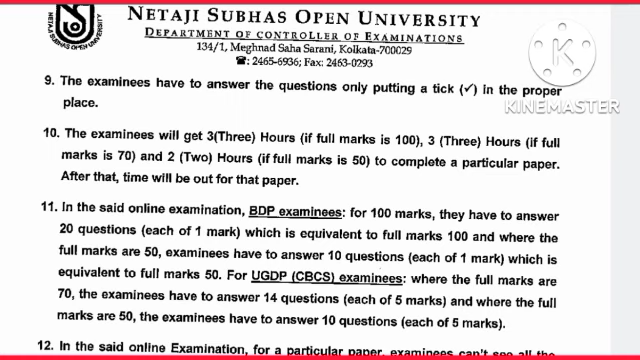 NETAJI SUBHAS OPEN UNIVERSITY
DEPARTMENT OF CONTROLLER OF EXAMINATIONS
134/1, Meghnad Saha Sarani, Kolkata-700029
☎: 2465-6936; Fax: 2463-0293
K
KINEMASTER
9. The examinees have to answer the questions only putting a tick (✓) in the proper
place.
10. The examinees will get 3(Three) Hours (if full marks is 100), 3 (Three) Hours (if full
marks is 70) and 2 (Two) Hours (if full marks is 50) to complete a particular paper.
After that, time will be out for that paper.
11. In the said online examination, BDP examinees: for 100 marks, they have to answer
20 questions (each of 1 mark) which is equivalent to full marks 100 and where the
full marks are 50, examinees have to answer 10 questions (each of 1 mark) which is
equivalent to full marks 50. For UGDP (CBCS) examinees: where the full marks are
70, the examinees have to answer 14 questions (each of 5 marks) and where the full
marks are 50, the examinees have to answer 10 questions (each of 5 marks).
12. In the said online Examination, for a particular paper, examinees can't see all the